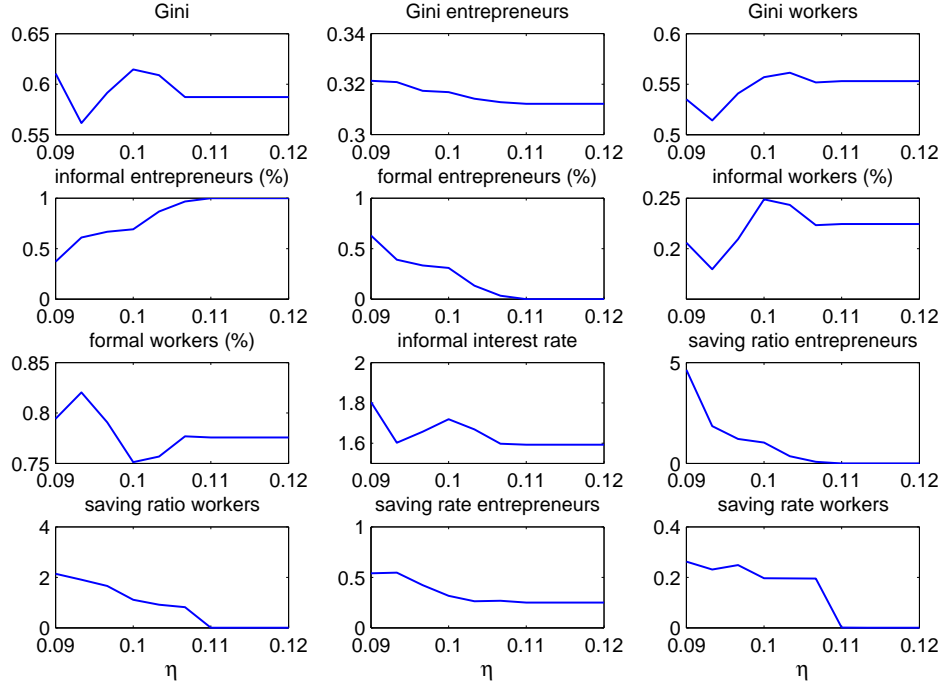 Gini Gini entrepreneurs Gini workers
0.65 0.34 0.6
0.6 0.32 0.55
0.55 0.3 0.5
0.09 0.1 0.11 0.12 0.09 0.1 0.11 0.12 0.09 0.1 0.11 0.12
informal entrepreneurs (%) formal entrepreneurs (%) informal workers (%)
1 1 0.25
0.5 0.5 0.2
0 0
0.09 0.1 0.11 0.12 0.09 0.1 0.11 0.12 0.09 0.1 0.11 0.12
formal workers (%) informal interest rate saving ratio entrepreneurs
0.85 2 5
0.8 1.8
0.75 1.6 0
0.09 0.1 0.11 0.12 0.09 0.1 0.11 0.12 0.09 0.1 0.11 0.12
saving ratio workers saving rate entrepreneurs saving rate workers
4 1 0.4
2 0.5 0.2
0 0 0
0.09 0.1 0.11 0.12 0.09 0.1 0.11 0.12 0.09 0.1 0.11 0.12
η η η